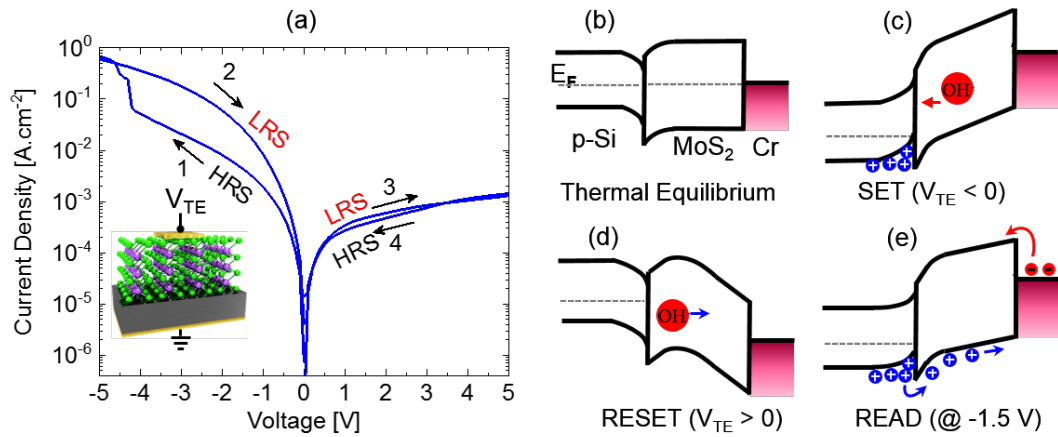 (a)
Current Density [A.cm⁻²]
10⁰
10⁻¹
10⁻²
10⁻³
10⁻⁴
10⁻⁵
10⁻⁶
2
LRS
1
HRS
V_TE
3
LRS
HRS 4
-5 -4 -3 -2 -1 0 1 2 3 4 5
Voltage [V]
(b)
E_F
p-Si MoS₂ Cr
Thermal Equilibrium
(c)
OH⁻
+ + + +
SET (V_TE < 0)
(d)
OH⁻
RESET (V_TE > 0)
(e)
- -
+ + + + + + + +
READ (@ -1.5 V)